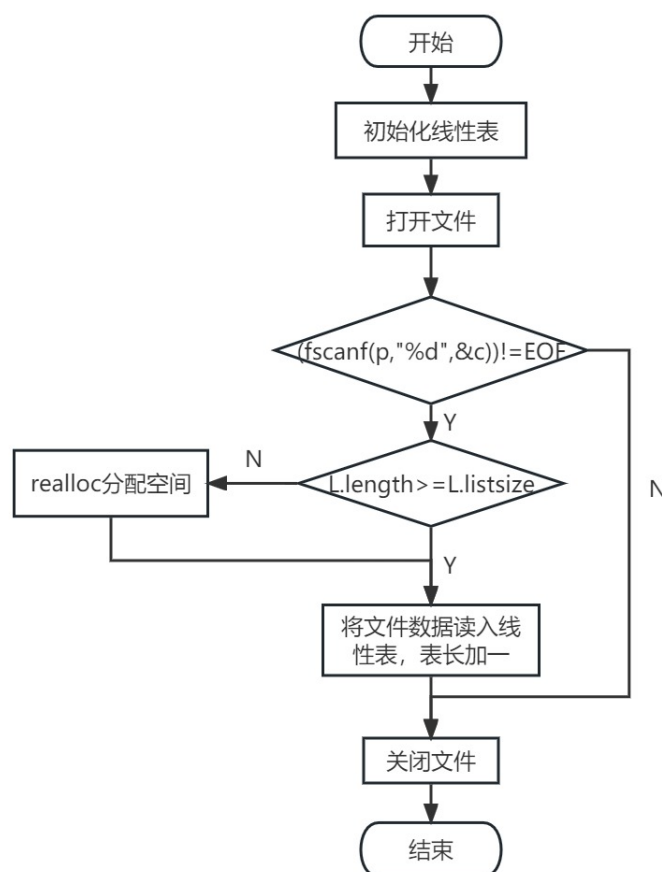 开始
初始化线性表
打开文件
(fscanf(p,"%d",&c))!=EOF
Y
N
realloc分配空间
L.length>=L.listsize
N
Y
将文件数据读入线
性表，表长加一
关闭文件
结束